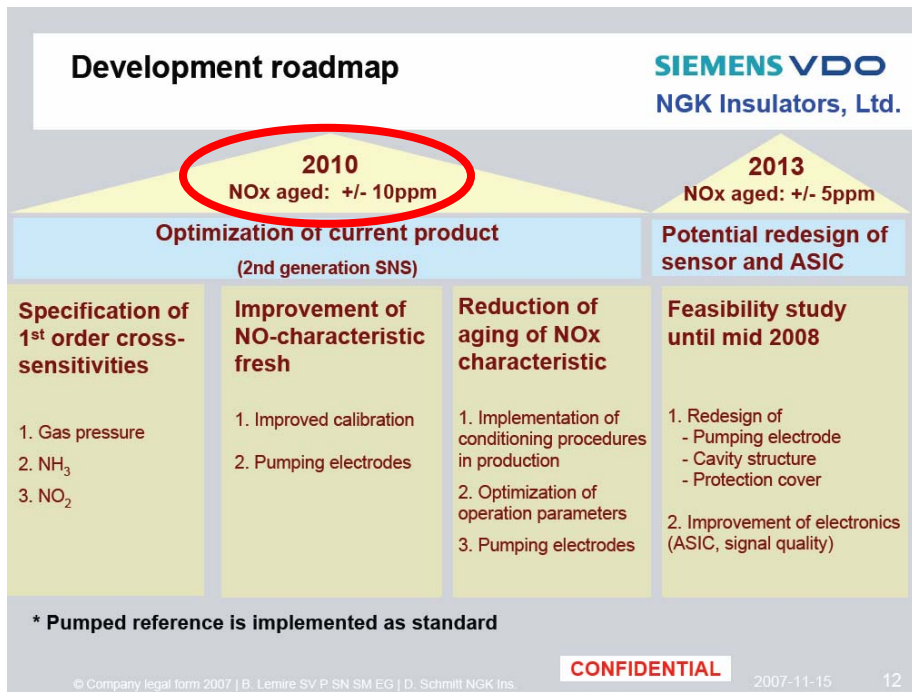 Development roadmap
SIEMENS VDO
NGK Insulators, Ltd.
2010
NOx aged: +/- 10ppm
2013
NOx aged: +/- 5ppm
Optimization of current product
(2nd generation SNS)
Potential redesign of
sensor and ASIC
Specification of
1st order cross-
sensitivities
1. Gas pressure
2. NH3
3. NO2
Improvement of
NO-characteristic
fresh
1. Improved calibration
2. Pumping electrodes
Reduction of
aging of NOx
characteristic
1. Implementation of
conditioning procedures
in production
2. Optimization of
operation parameters
3. Pumping electrodes
Feasibility study
until mid 2008
1. Redesign of
- Pumping electrode
- Cavity structure
- Protection cover
2. Improvement of electronics
(ASIC, signal quality)
* Pumped reference is implemented as standard
CONFIDENTIAL
© Company legal form 2007 | B. Lemire SV P SN SM EG | D. Schmitt NGK Ins.
2007-11-15
12